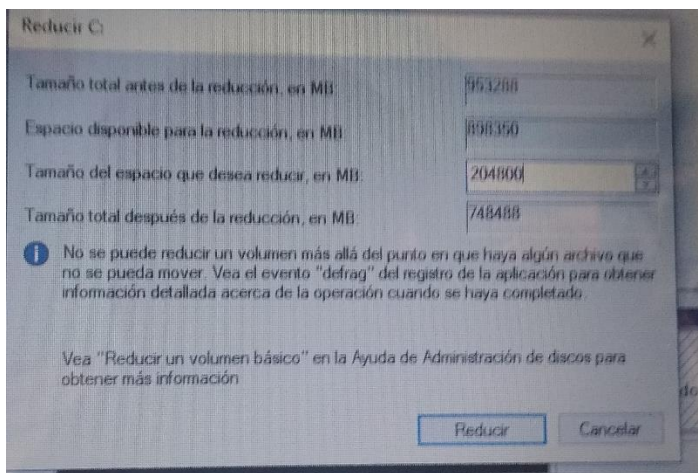 Reducir C:
Tamaño total antes de la reducción, en MB:
953288
Espacio disponible para la reducción, en MB:
898350
Tamaño del espacio que desea reducir, en MB:
204800
Tamaño total después de la reducción, en MB:
748488
No se puede reducir un volumen más allá del punto en que haya algún archivo que
no se pueda mover. Vea el evento "defrag" del registro de la aplicación para obtener
información detallada acerca de la operación cuando se haya completado.
Vea "Reducir un volumen básico" en la Ayuda de Administración de discos para
obtener más información
Reducir
Cancelar